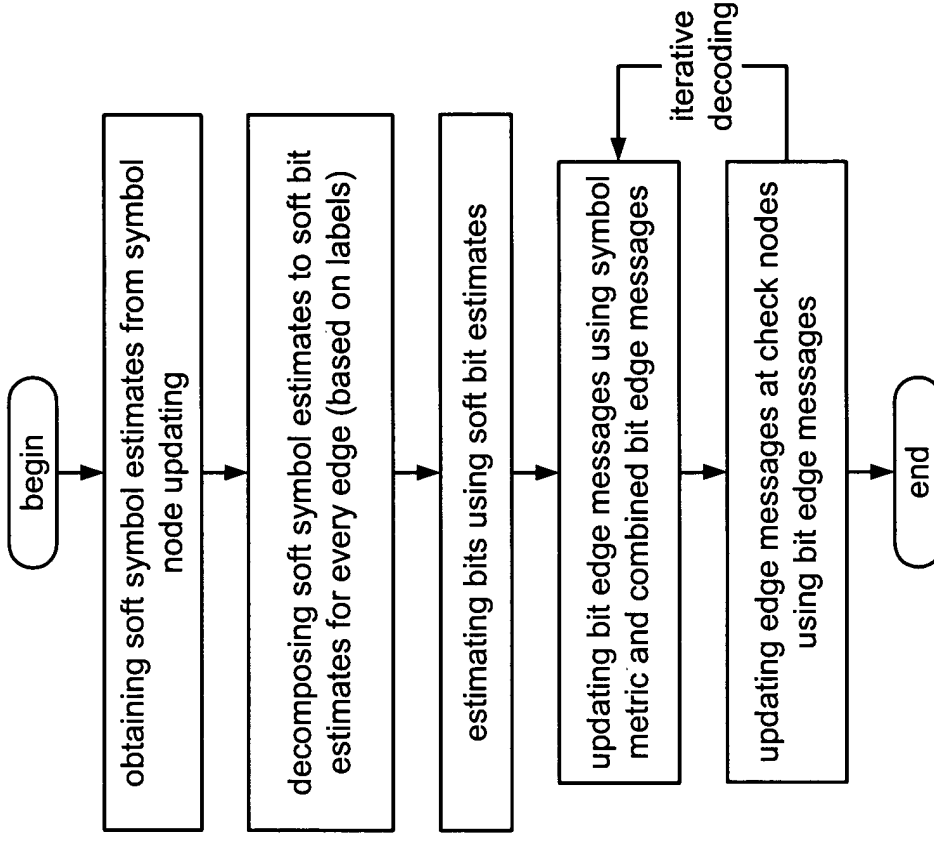 begin
obtaining soft symbol estimates from symbol
node updating
decomposing soft symbol estimates to soft bit
estimates for every edge (based on labels)
estimating bits using soft bit estimates
updating bit edge messages using symbol
metric and combined bit edge messages
iterative
decoding
updating edge messages at check nodes
using bit edge messages
end